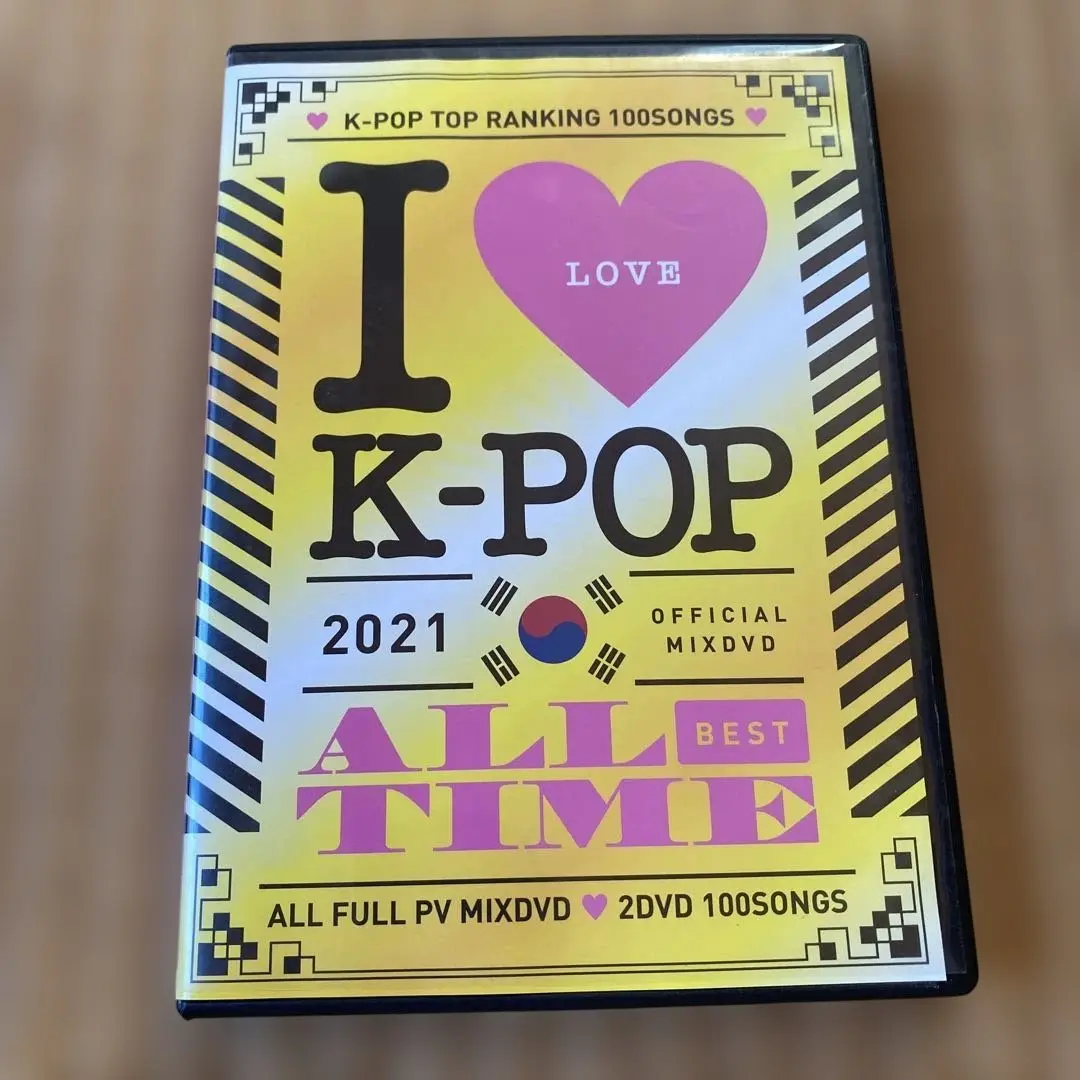 K-POP TOP RANKING 100SONGS
I
LOVE
K-POP
2021
OFFICIAL
MIXDVD
ALL BEST
TIME
ALL FULL PV MIXDVD 2DVD 100SONGS